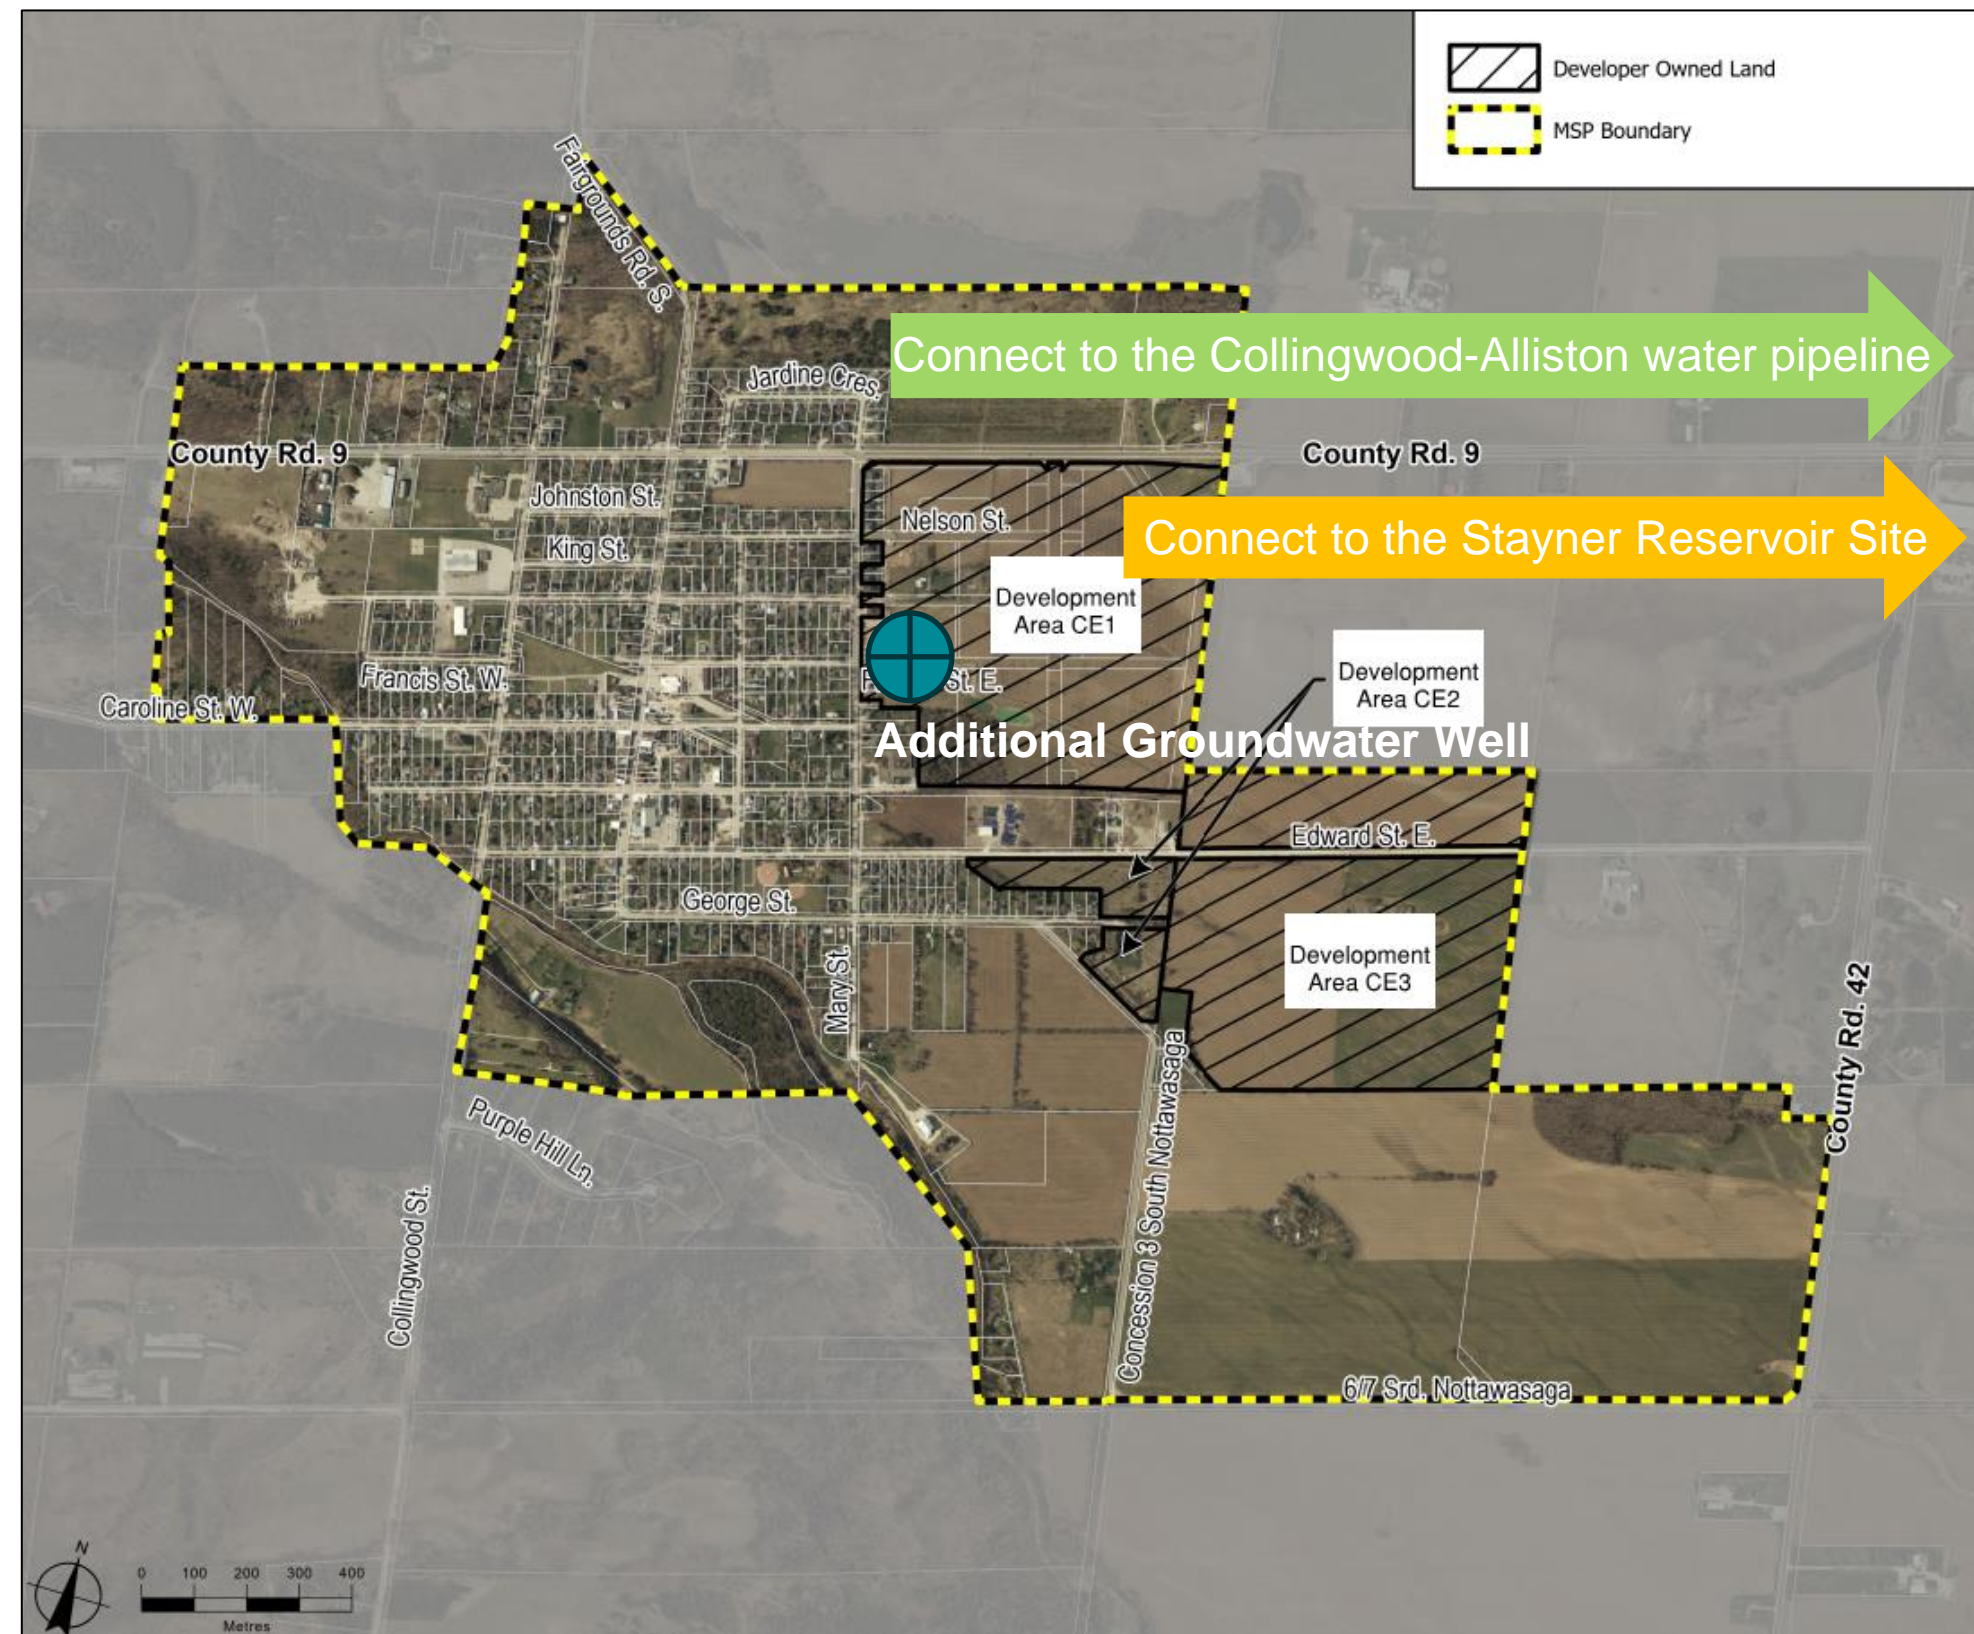 Developer Owned Land
MSP Boundary
Fairgrounds Rd. S.
Connect to the Collingwood-Alliston water pipeline
Jardine Cres.
County Rd. 9
County Rd. 9
Johnston St.
Nelson St.
King St.
Connect to the Stayner Reservoir Site
Development
Area CE1
Francis St. W.
St. E.
Development
Area CE2
Caroline St. W.
Additional Groundwater Well
Edward St. E.
George St.
Development
Area CE3
Mary St.
County Rd. 42
Purple Hill Ln.
Concession 3 South Nottawasaga
Collingwood St.
6/7 Srd. Nottawasaga
N
0 100 200 300 400
Metres